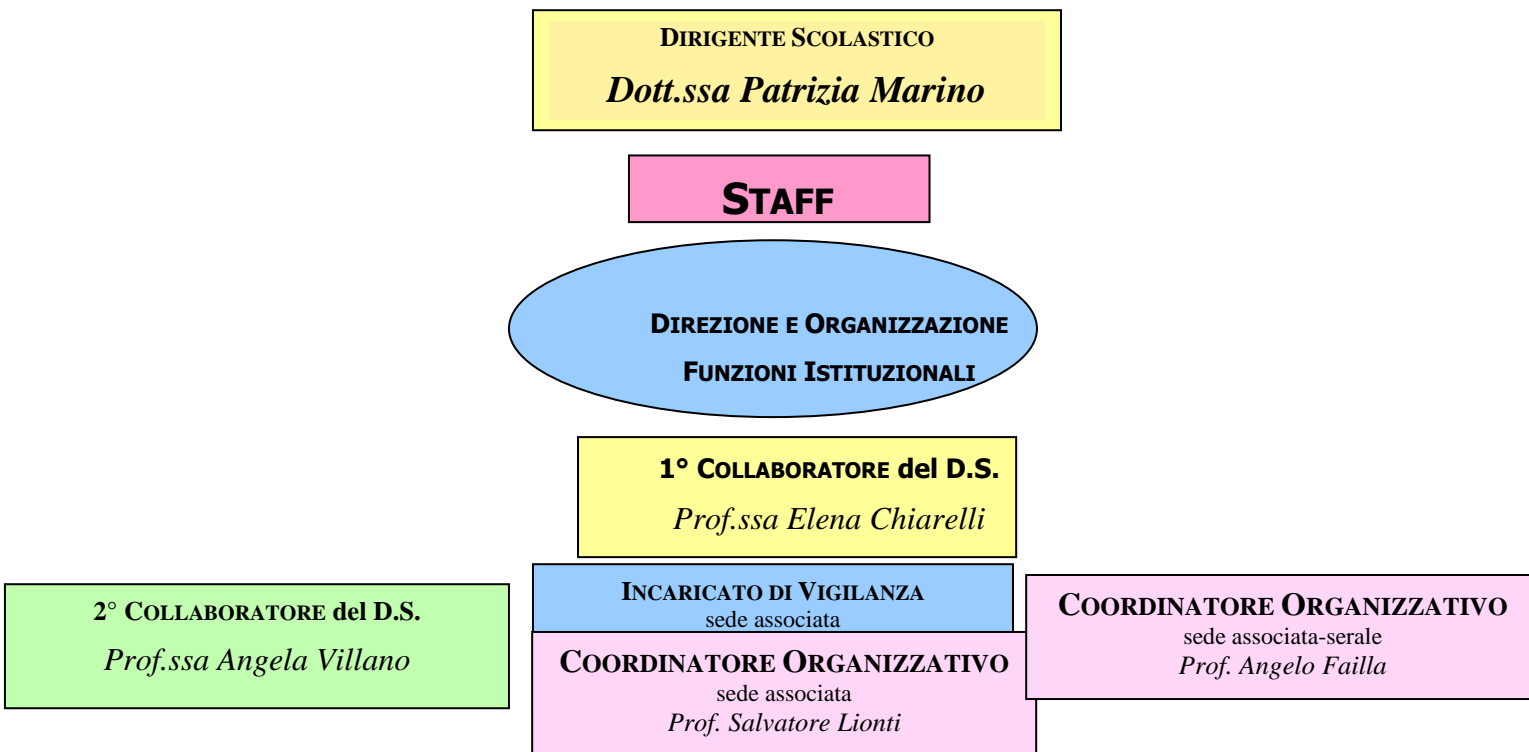 DIRIGENTE SCOLASTICO
Dott.ssa Patrizia Marino
STAFF
DIREZIONE E ORGANIZZAZIONE
FUNZIONI ISTITUZIONALI
1° COLLABORATORE del D.S.
Prof.ssa Elena Chiarelli
2° COLLABORATORE del D.S.
Prof.ssa Angela Villano
INCARICATO DI VIGILANZA
sede associata
COORDINATORE ORGANIZZATIVO
sede associata
Prof. Salvatore Lionti
COORDINATORE ORGANIZZATIVO
sede associata-serale
Prof. Angelo Failla